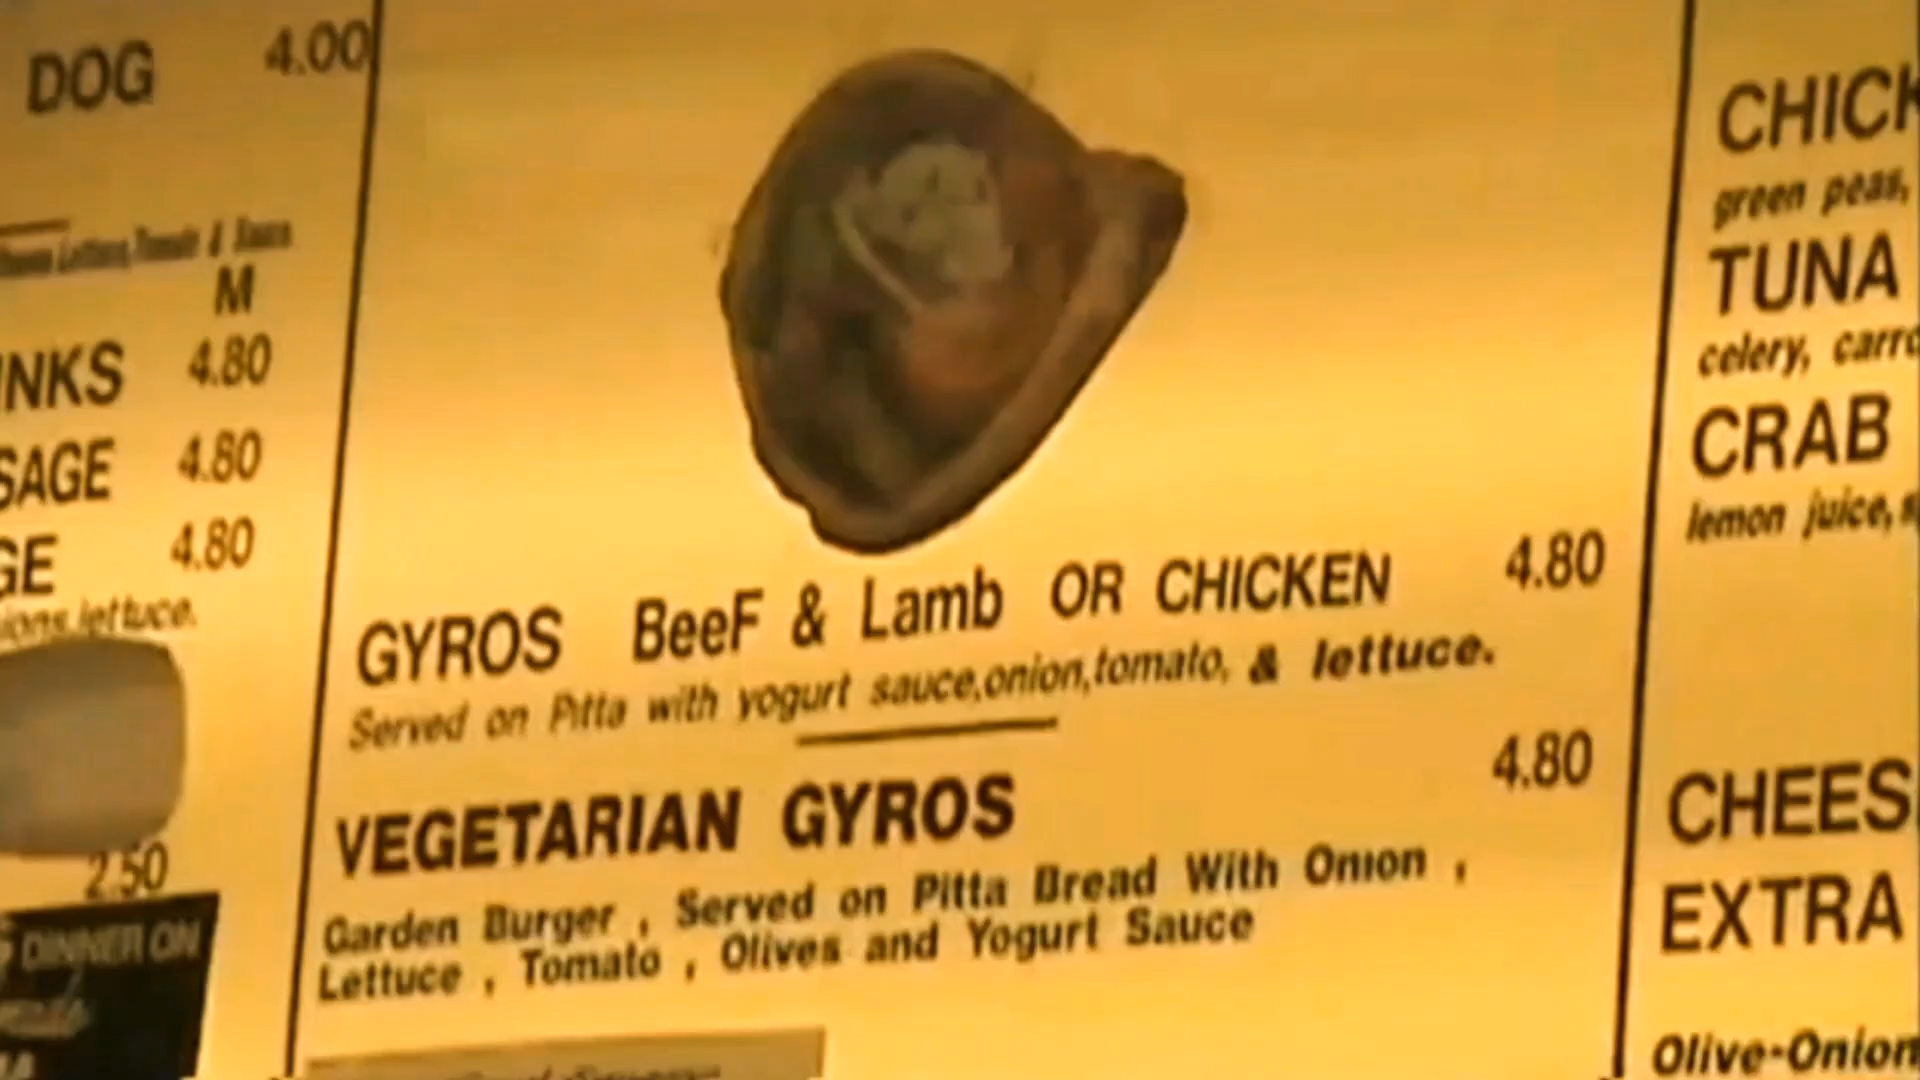 DOG 4.00
M
4.80
SAGE 4.80
GE 4.80
lettuce.
2.50
DINNER ON
GYROS BeeF & Lamb OR CHICKEN 4.80
Served on Pitta with yogurt sauce,onion,tomato, & lettuce.
VEGETARIAN GYROS 4.80
Garden Burger , Served on Pitta Bread With Onion ,
Lettuce , Tomato , Olives and Yogurt Sauce
CHICK
green peas,
TUNA
celery, carro
CRAB
lemon juice,
CHEES
EXTRA
Olive-Onion